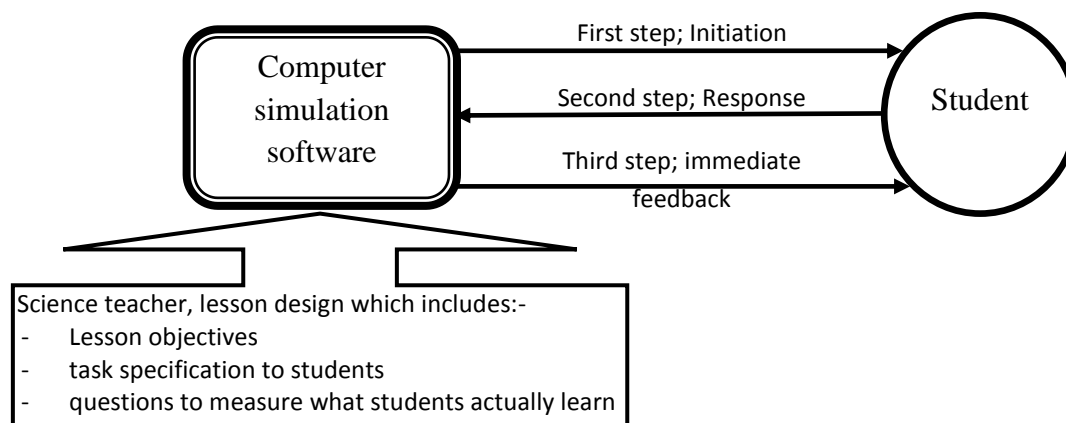 Computer
simulation
software
First step; Initiation
Second step; Response
Third step; immediate
feedback
Student
Science teacher, lesson design which includes:-
- Lesson objectives
- task specification to students
- questions to measure what students actually learn